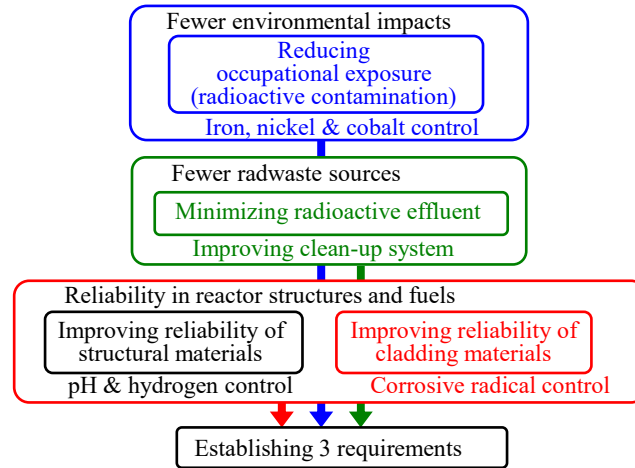 Fewer environmental impacts
Reducing
occupational exposure
(radioactive contamination)
Iron, nickel & cobalt control
Fewer radwaste sources
Minimizing radioactive effluent
Improving clean-up system
Reliability in reactor structures and fuels
Improving reliability of
structural materials
pH & hydrogen control
Improving reliability of
cladding materials
Corrosive radical control
Establishing 3 requirements